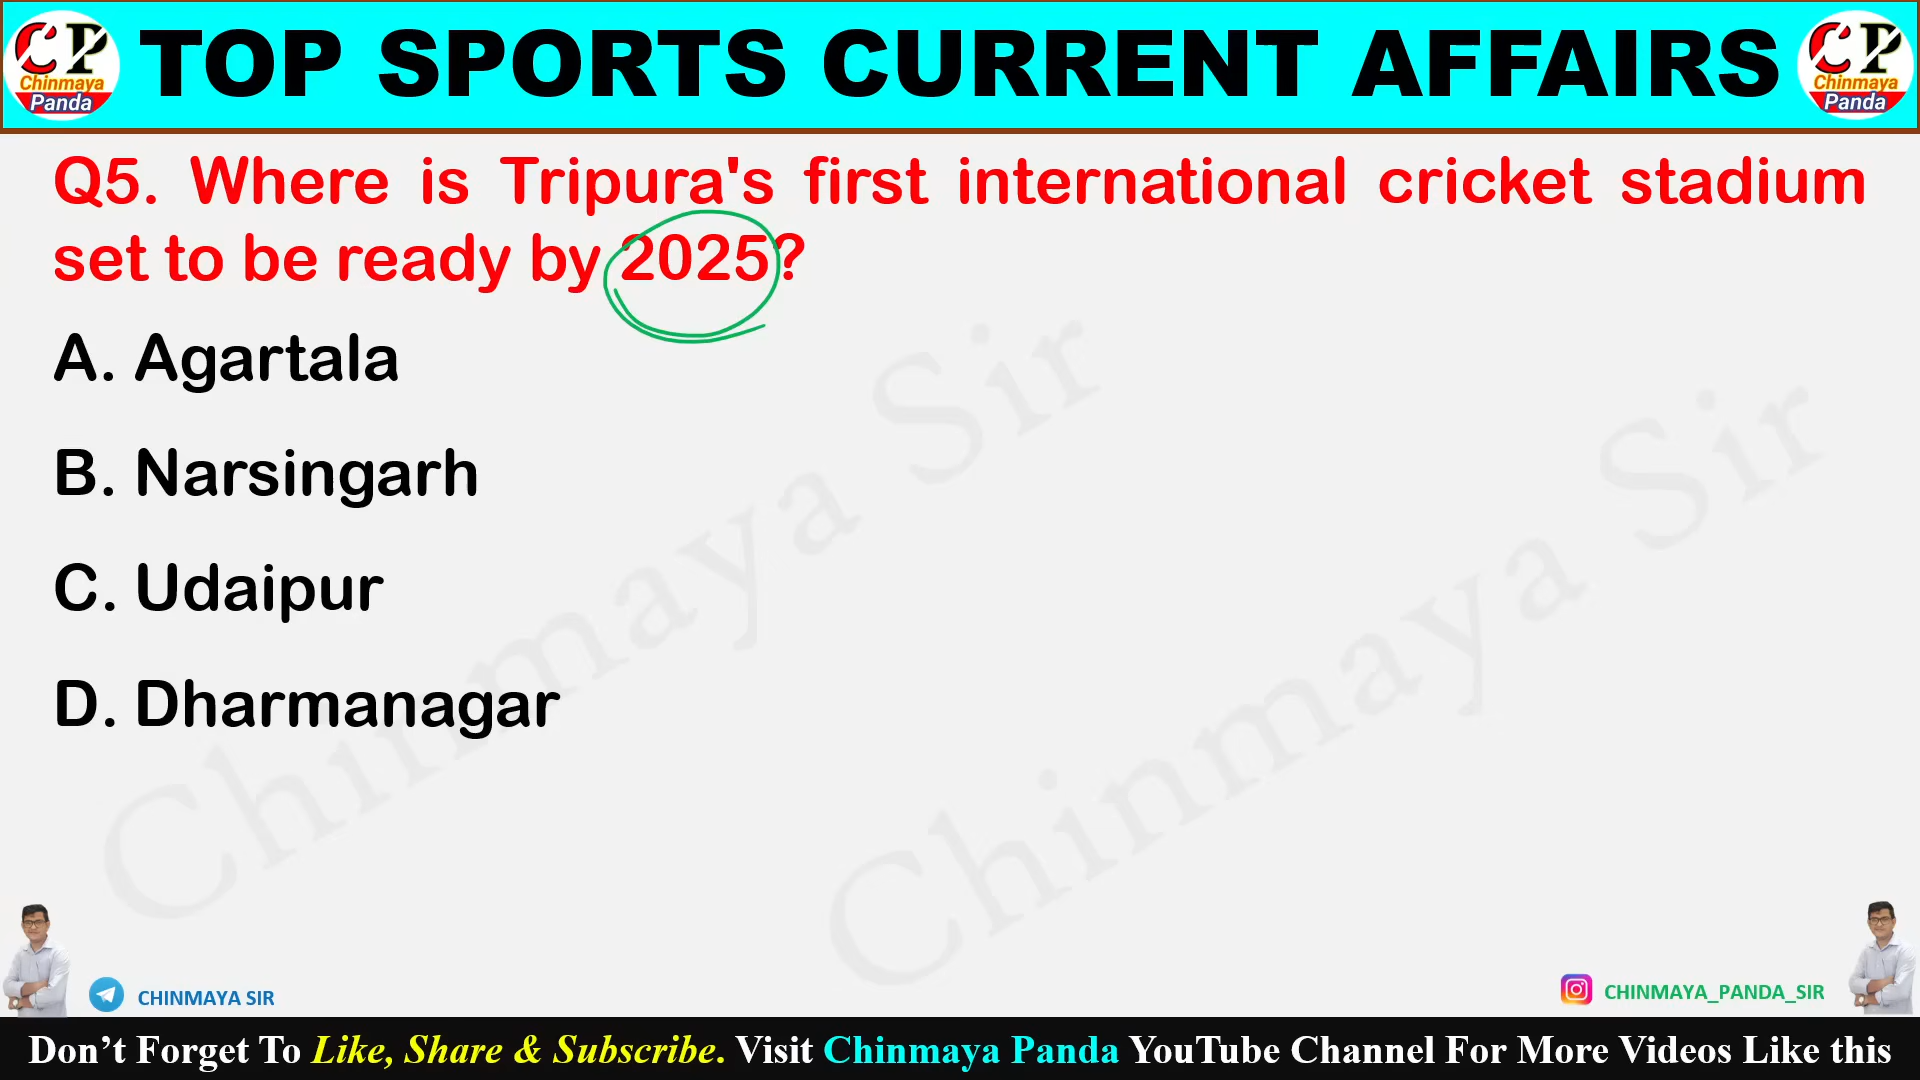 CP Chinmaya Panda
TOP SPORTS CURRENT AFFAIRS
CP Chinmaya Panda
Q5. Where is Tripura's first international cricket stadium
set to be ready by 2025?
A. Agartala
B. Narsingarh
C. Udaipur
D. Dharmanagar
Chinmaya Sir
Chinmaya Sir
CHINMAYA SIR
CHINMAYA_PANDA_SIR
Don’t Forget To Like, Share & Subscribe. Visit Chinmaya Panda YouTube Channel For More Videos Like this